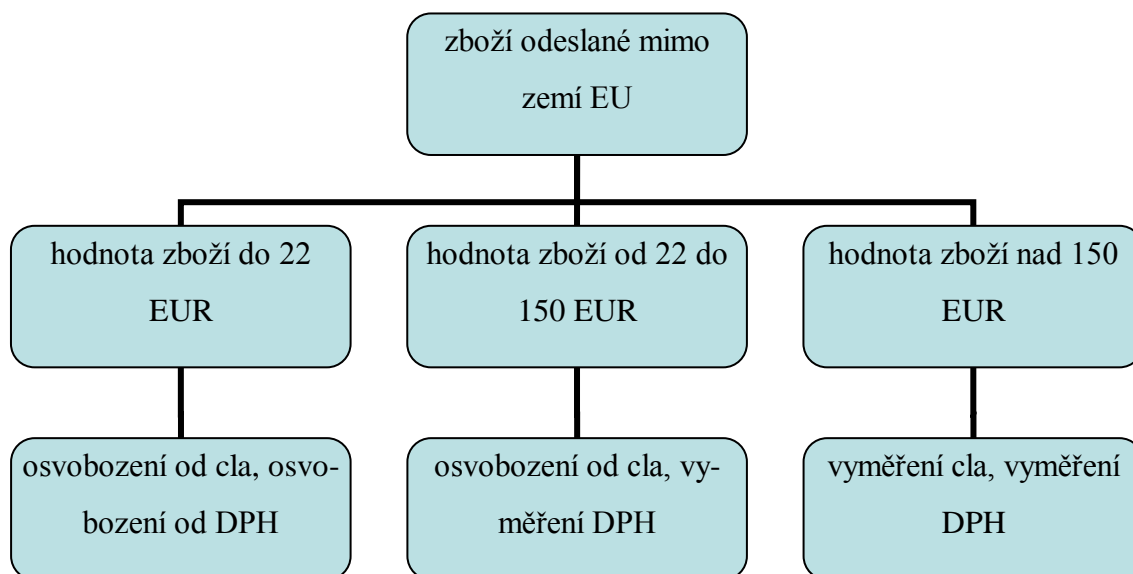 zboží odeslané mimo
zemí EU
hodnota zboží do 22
EUR
hodnota zboží od 22 do
150 EUR
hodnota zboží nad 150
EUR
osvobození od cla, osvo-
bození od DPH
osvobození od cla, vy-
měření DPH
vyměření cla, vyměření
DPH